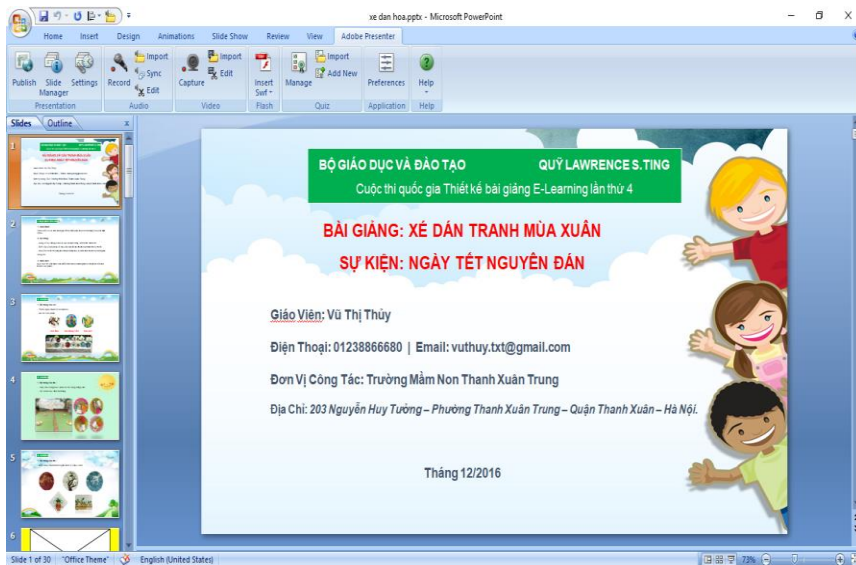 xe dan hoa.pptx - Microsoft PowerPoint
Home Insert Design Animations Slide Show Review View Adobe Presenter
Publish Slide Manager Settings Record Import Sync Edit Capture Import Edit Insert Swf Manage Import Add New Preferences Help
Presentation Audio Video Flash Quiz Application Help
Slides Outline x
1
2
3
4
5
6
BỘ GIÁO DỤC VÀ ĐÀO TẠO QUỸ LAWRENCE S.TING
Cuộc thi quốc gia Thiết kế bài giảng E-Learning lần thứ 4
BÀI GIẢNG: XÉ DÁN TRANH MÙA XUÂN
SỰ KIỆN: NGÀY TẾT NGUYÊN ĐÁN
Giáo Viên: Vũ Thị Thủy
Điện Thoại: 01238866680 | Email: vuthuy.txt@gmail.com
Đơn Vị Công Tác: Trường Mầm Non Thanh Xuân Trung
Địa Chỉ: 203 Nguyễn Huy Tưởng – Phường Thanh Xuân Trung – Quận Thanh Xuân – Hà Nội.
Tháng 12/2016
Slide 1 of 30 "Office Theme" English (United States) 73%